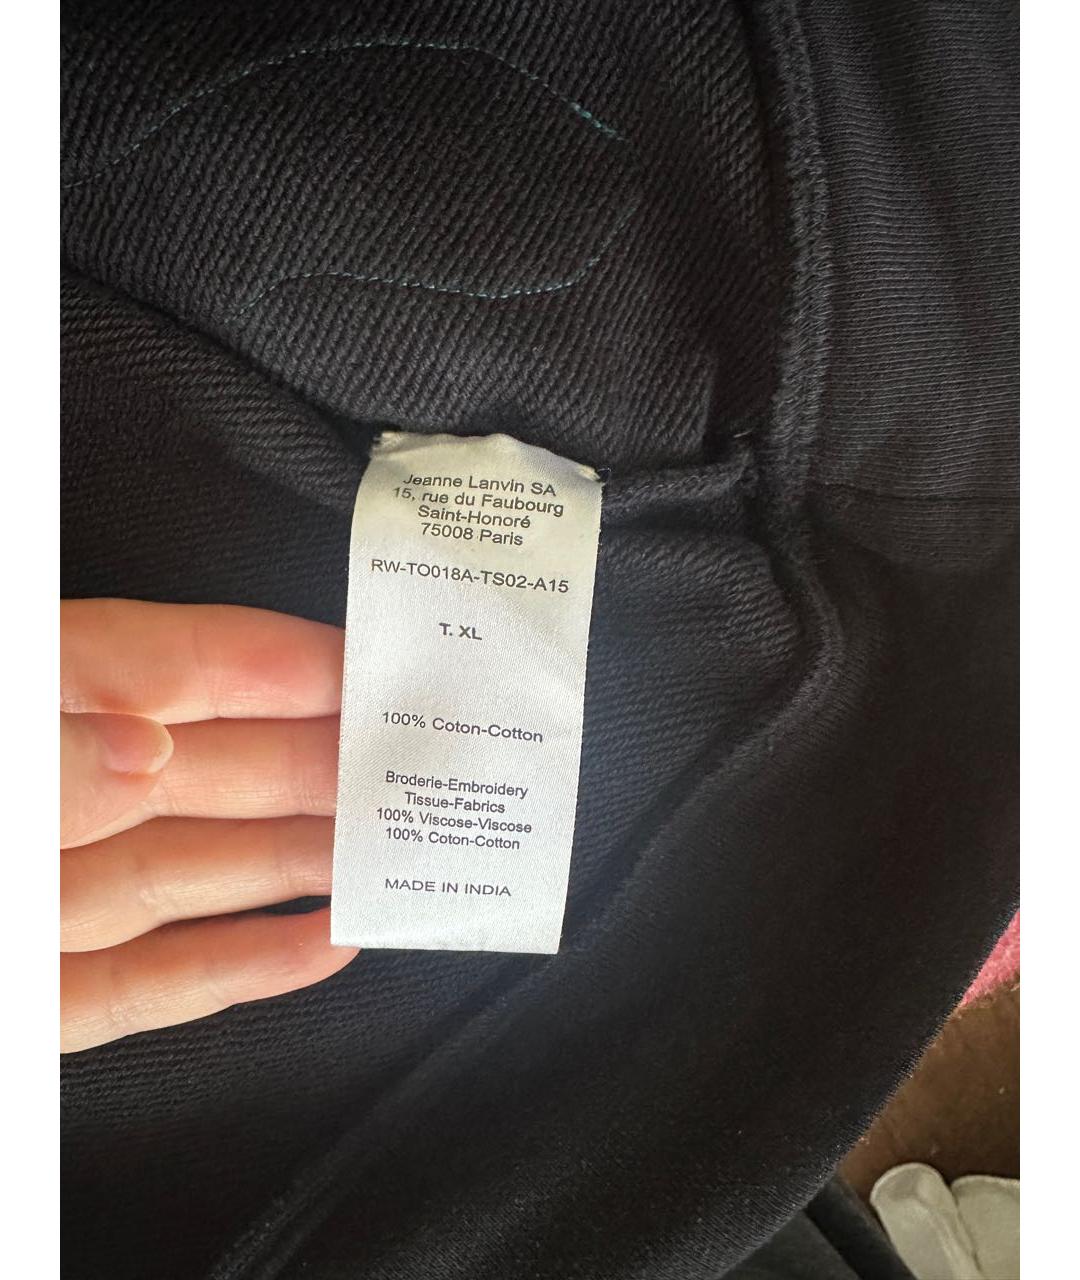 Jeanne Lanvin SA
15, rue du Faubourg
Saint-Honoré
75008 Paris
RW-TO018A-TS02-A15
T. XL
100% Coton-Cotton
Broderie-Embroidery
Tissue-Fabrics
100% Viscose-Viscose
100% Coton-Cotton
MADE IN INDIA